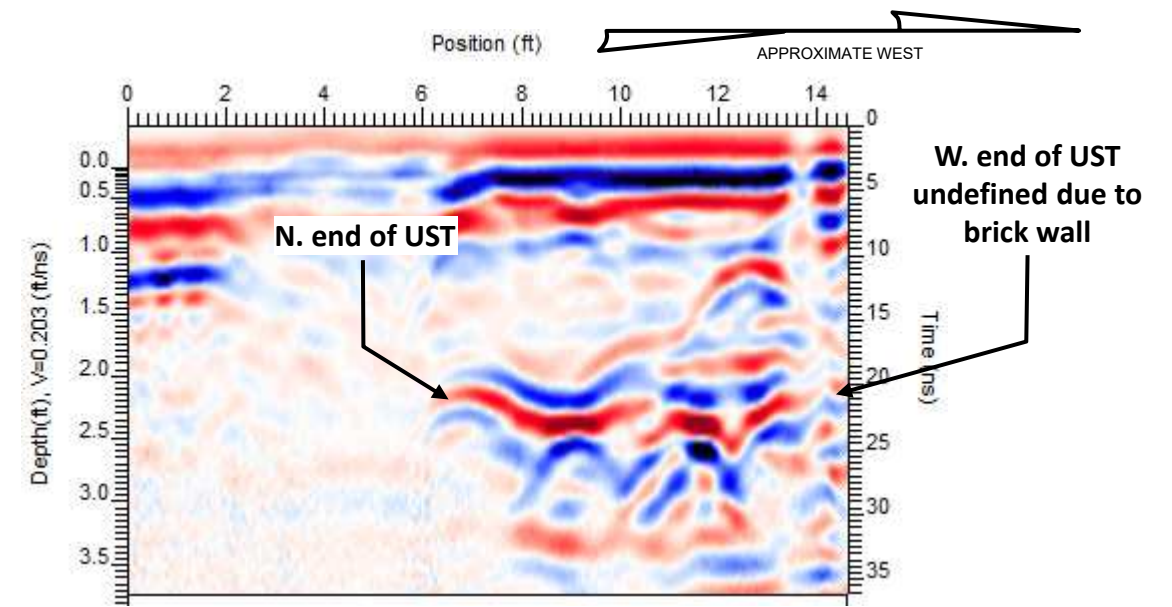 Position (ft)
APPROXIMATE WEST
0 2 4 6 8 10 12 14
0
5
10
15
20
25
30
35
Time (ns)
0.0
0.5
1.0
1.5
2.0
2.5
3.0
3.5
Depth(ft), V=0.203 (ft/ns)
N. end of UST
W. end of UST
undefined due to
brick wall